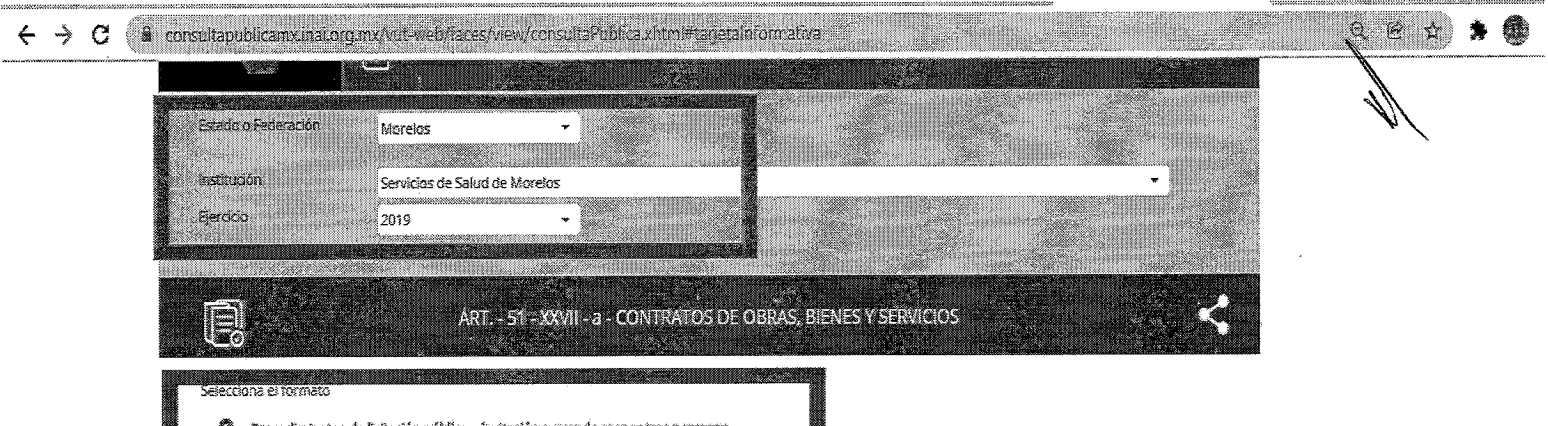 consultapublicamx.inai.org.mx/vut-web/faces/view/consultaPublica.xhtml#tarjetaInformativa
Estado o Federación Morelos
Institución Servicios de Salud de Morelos
Ejercicio 2019
ÁRT. - 51 - XXVII - a - CONTRATOS DE OBRAS, BIENES Y SERVICIOS
Selecciona el formato